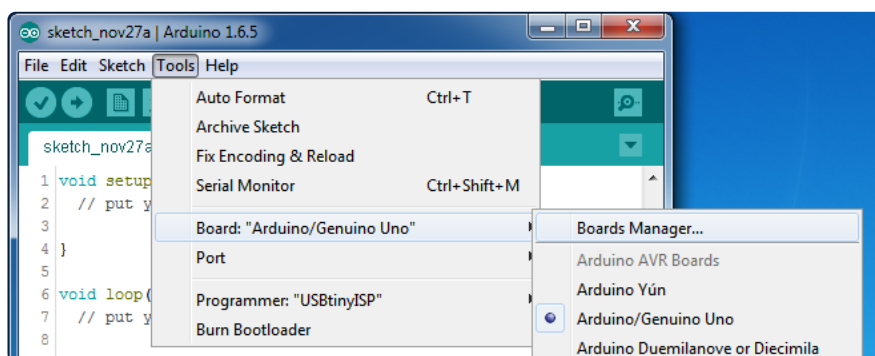 sketch_nov27a | Arduino 1.6.5
File Edit Sketch Tools Help
sketch_nov27a
1 void setup
2 // put y
3
4 }
5
6 void loop(
7 // put y
8
Auto Format Ctrl+T
Archive Sketch
Fix Encoding & Reload
Serial Monitor Ctrl+Shift+M
Board: "Arduino/Genuino Uno"
Port
Programmer: "USBtinyISP"
Burn Bootloader
Boards Manager...
Arduino AVR Boards
Arduino Yún
Arduino/Genuino Uno
Arduino Duemilanove or Diecimila